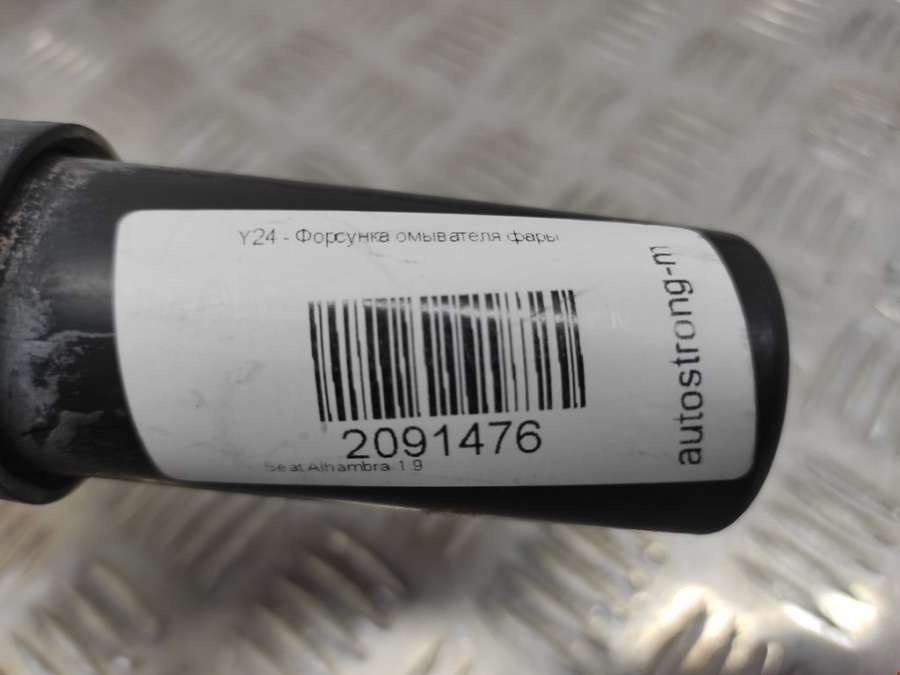 Y24 - Форсунка омывателя фары
2091476
Seat Alhambra 1.9
autostrong-m